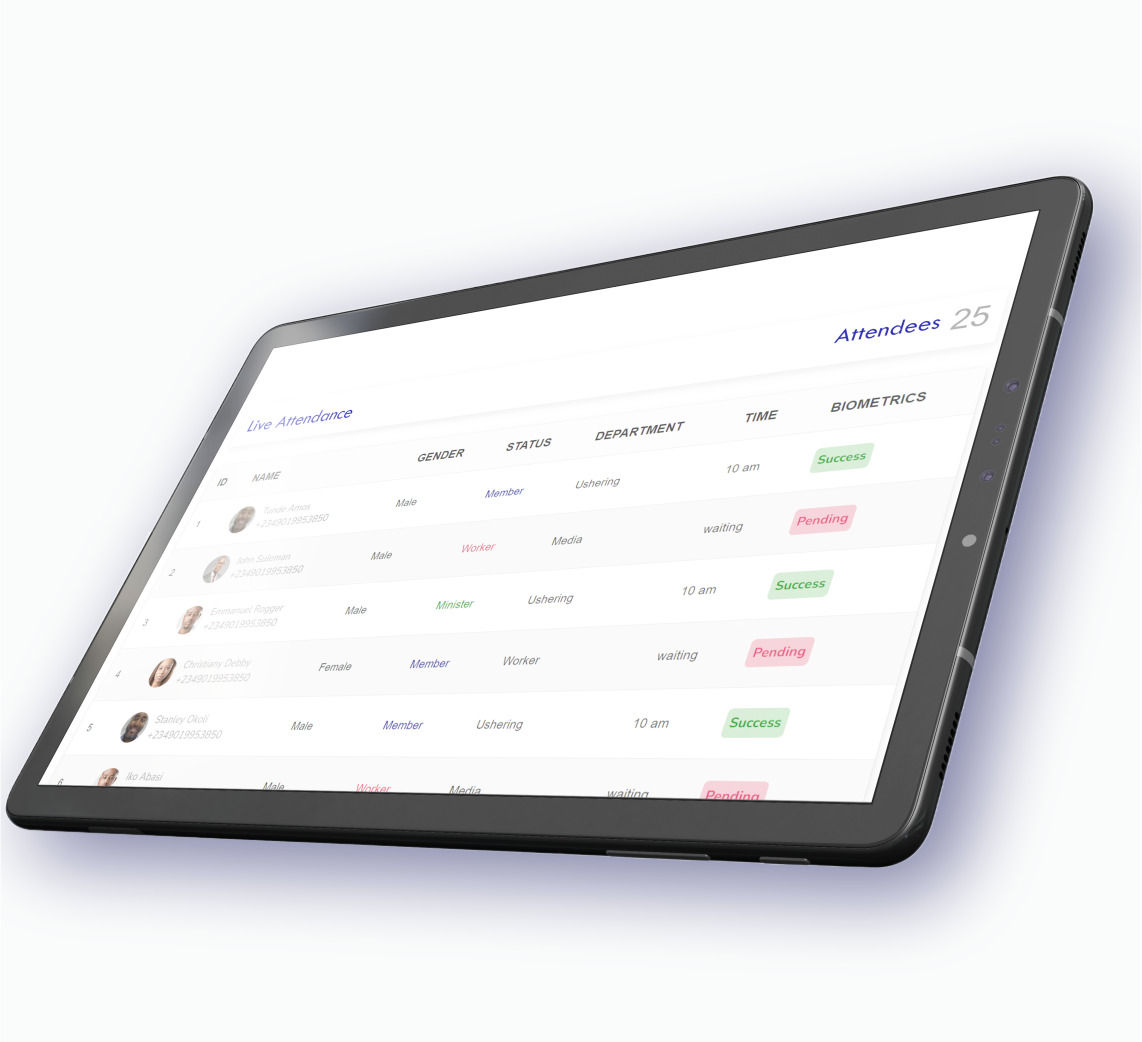 Attendees 25
Live Attendance
ID NAME GENDER STATUS DEPARTMENT TIME BIOMETRICS
1 Tunde Amos Male Member Ushering 10 am Success
+2349019953850
2 John Suleman Male Worker Media waiting Pending
+2349019953850
3 Emmanuel Rogger Male Minister Ushering 10 am Success
+2349019953850
4 Christiany Debby Female Member Worker waiting Pending
+2349019953850
5 Stanley Okoli Male Member Ushering 10 am Success
+2349019953850
6 Iko Abasi Male Worker Media waiting Pending